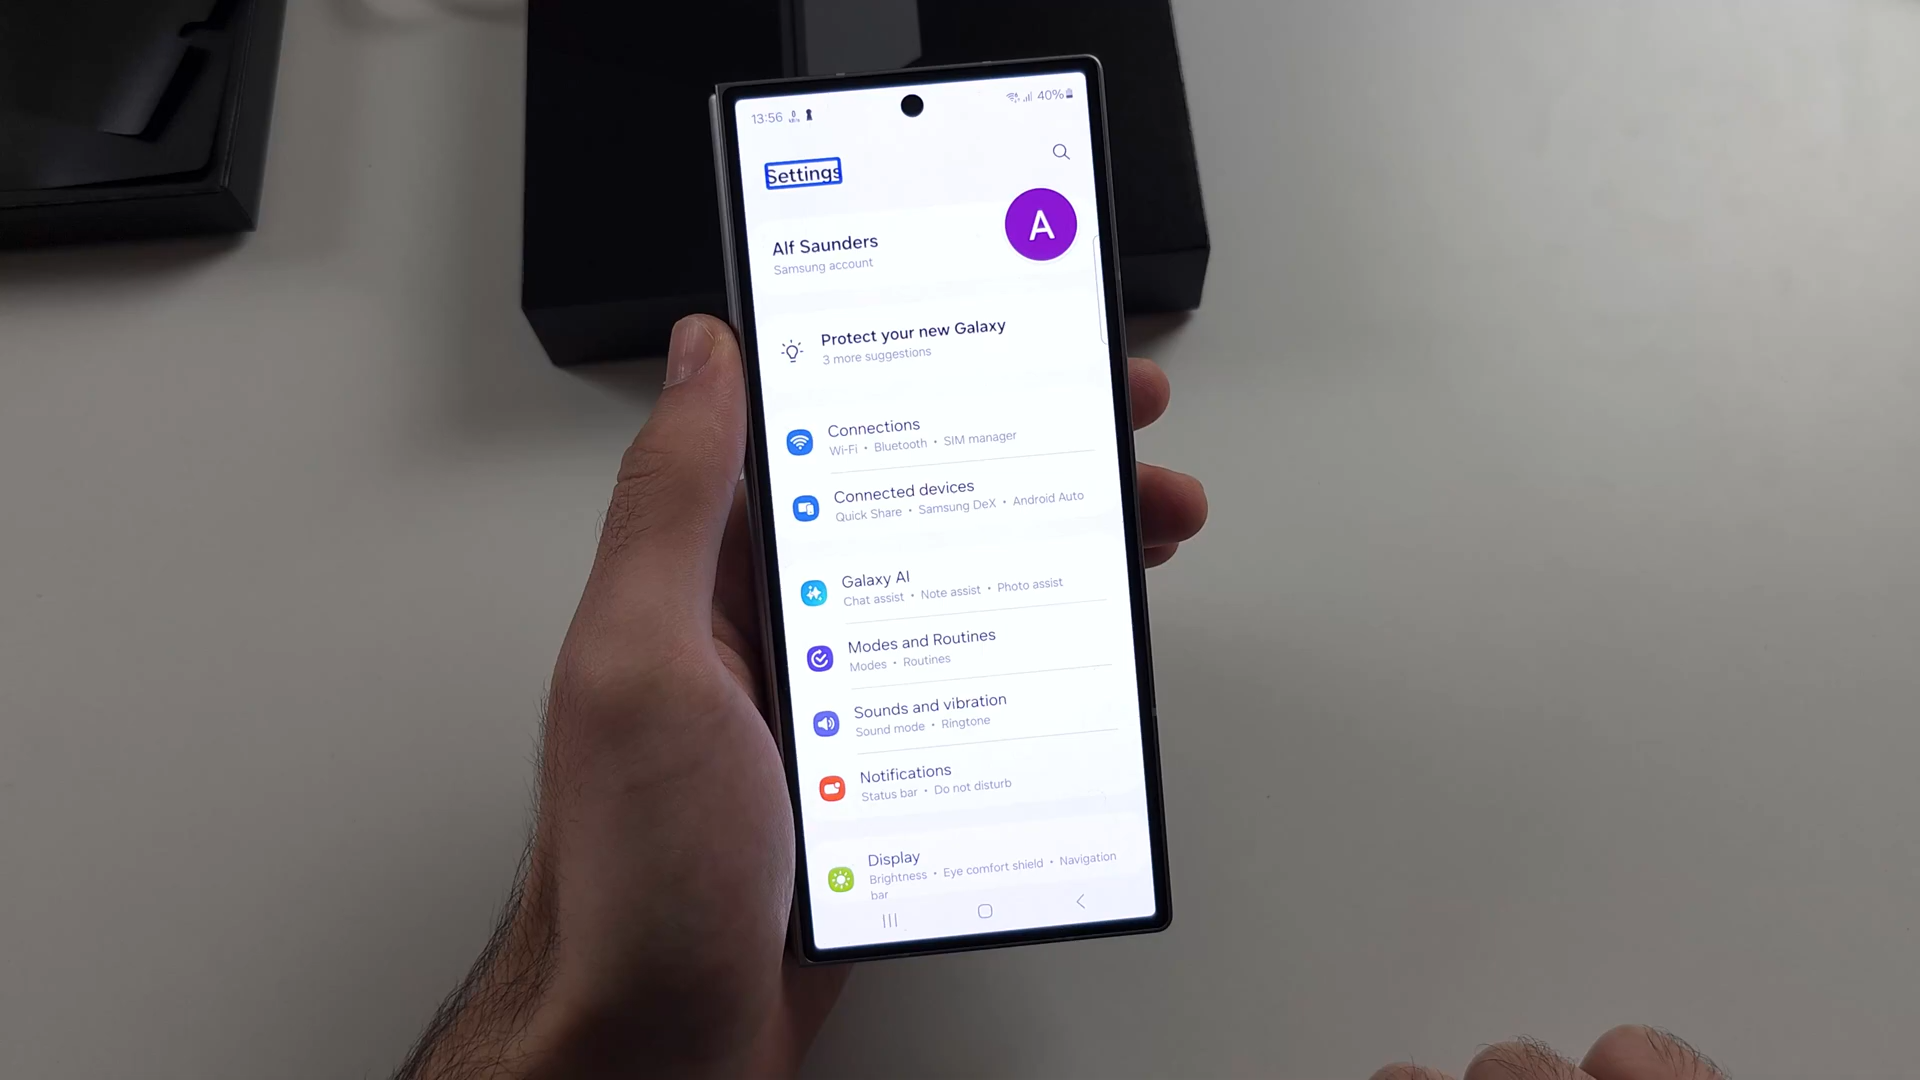 13:56
40%
Settings
Alf Saunders
Samsung account
A
Protect your new Galaxy
3 more suggestions
Connections
Wi-Fi • Bluetooth • SIM manager
Connected devices
Quick Share • Samsung DeX • Android Auto
Galaxy AI
Chat assist • Note assist • Photo assist
Modes and Routines
Modes • Routines
Sounds and vibration
Sound mode • Ringtone
Notifications
Status bar • Do not disturb
Display
Brightness • Eye comfort shield • Navigation
bar